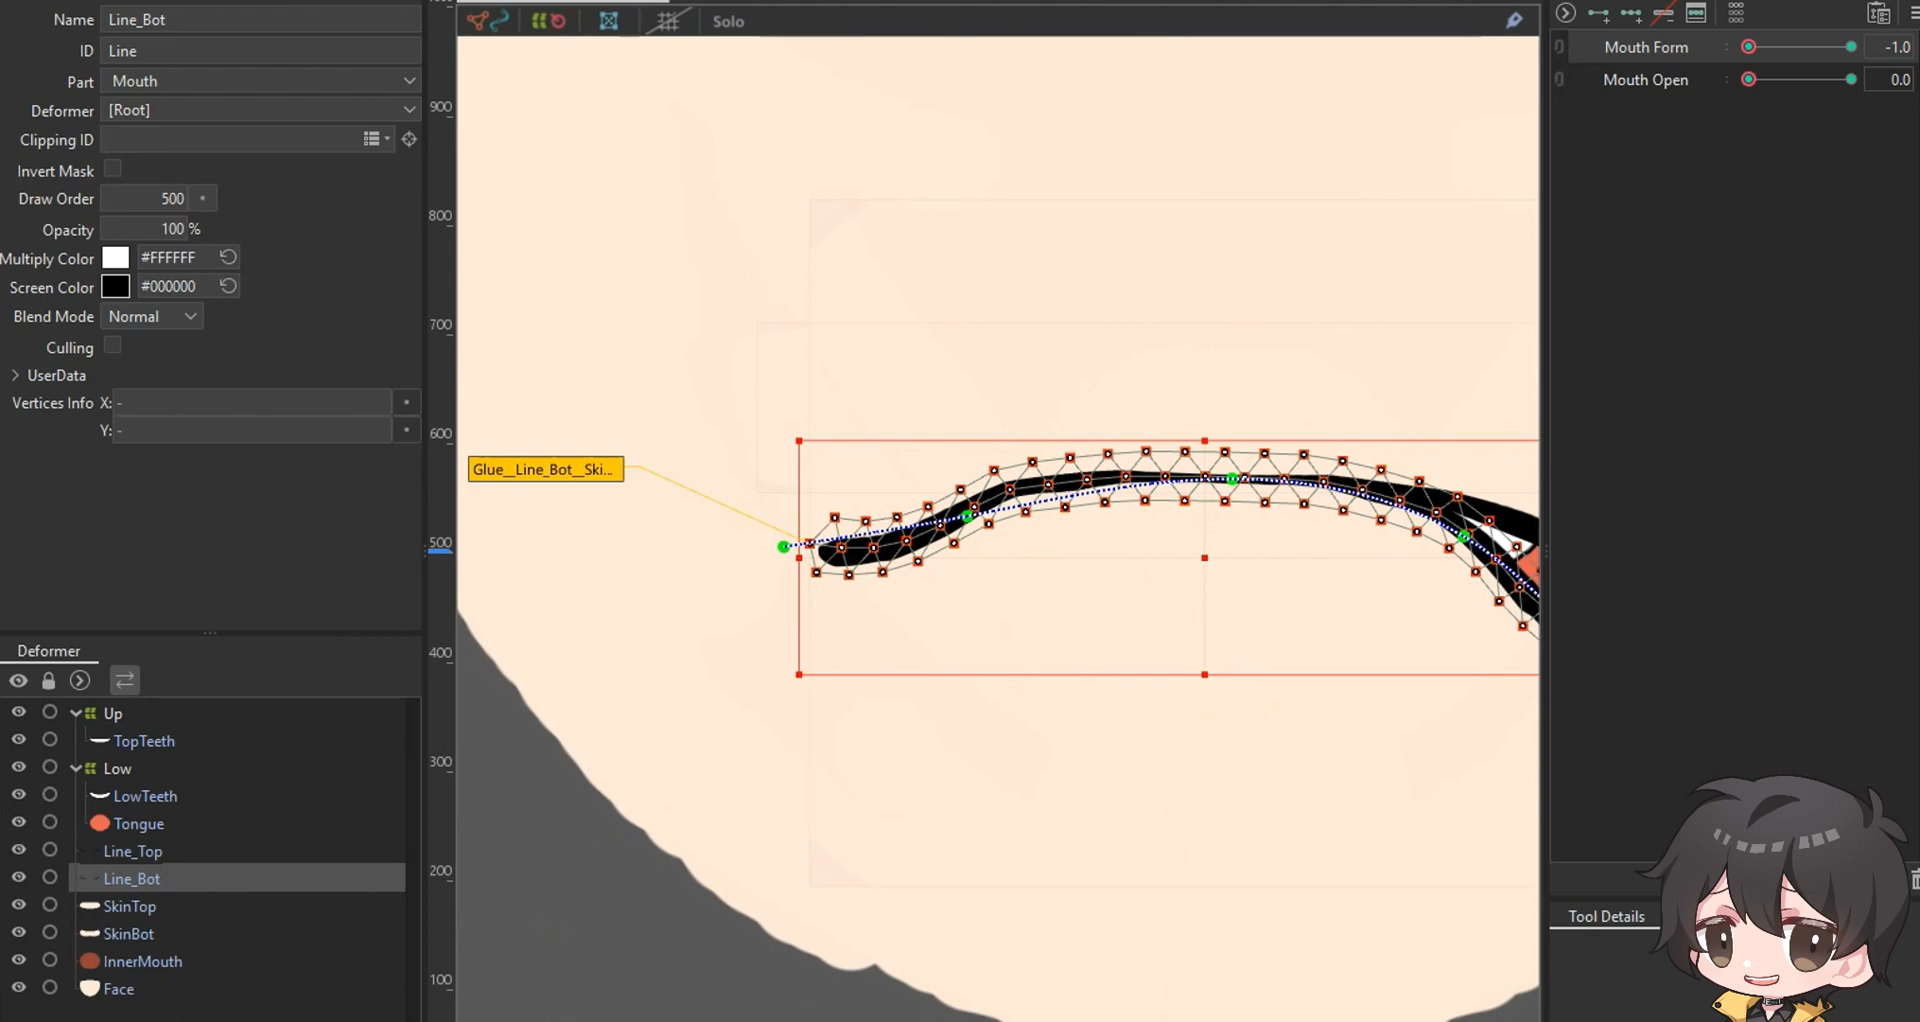 Name Line_Bot
ID Line
Part Mouth
Deformer [Root]
Clipping ID
Invert Mask
Draw Order 500
Opacity 100 %
Multiply Color #FFFFFF
Screen Color #000000
Blend Mode Normal
Culling
UserData
Vertices Info X: -
Y: -
Deformer
Up
TopTeeth
Low
LowTeeth
Tongue
Line_Top
Line_Bot
SkinTop
SkinBot
InnerMouth
Face
Solo
900
800
700
600
500
400
300
200
100
Glue__Line_Bot__Ski...
Mouth Form : -1.0
Mouth Open : 0.0
Tool Details